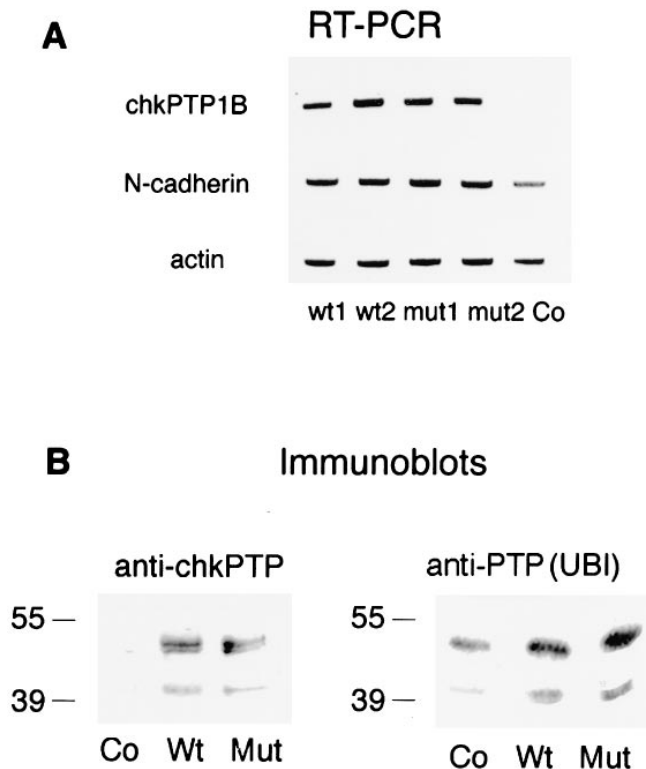 A
RT-PCR
chkPTP1B
N-cadherin
actin
wt1 wt2 mut1 mut2 Co
B
Immunoblots
anti-chkPTP
anti-PTP (UBI)
55 —
39 —
Co Wt Mut
55 —
39 —
Co Wt Mut